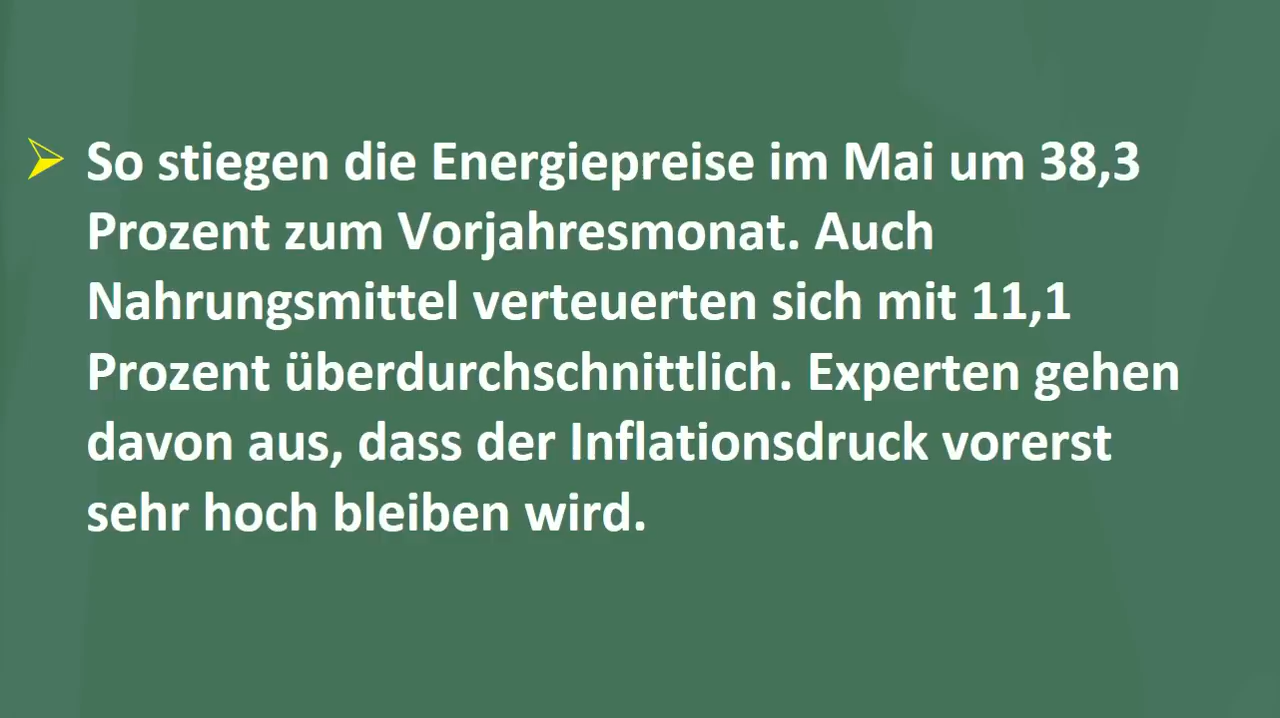 So stiegen die Energiepreise im Mai um 38,3
Prozent zum Vorjahresmonat. Auch
Nahrungsmittel verteuerten sich mit 11,1
Prozent überdurchschnittlich. Experten gehen
davon aus, dass der Inflationsdruck vorerst
sehr hoch bleiben wird.